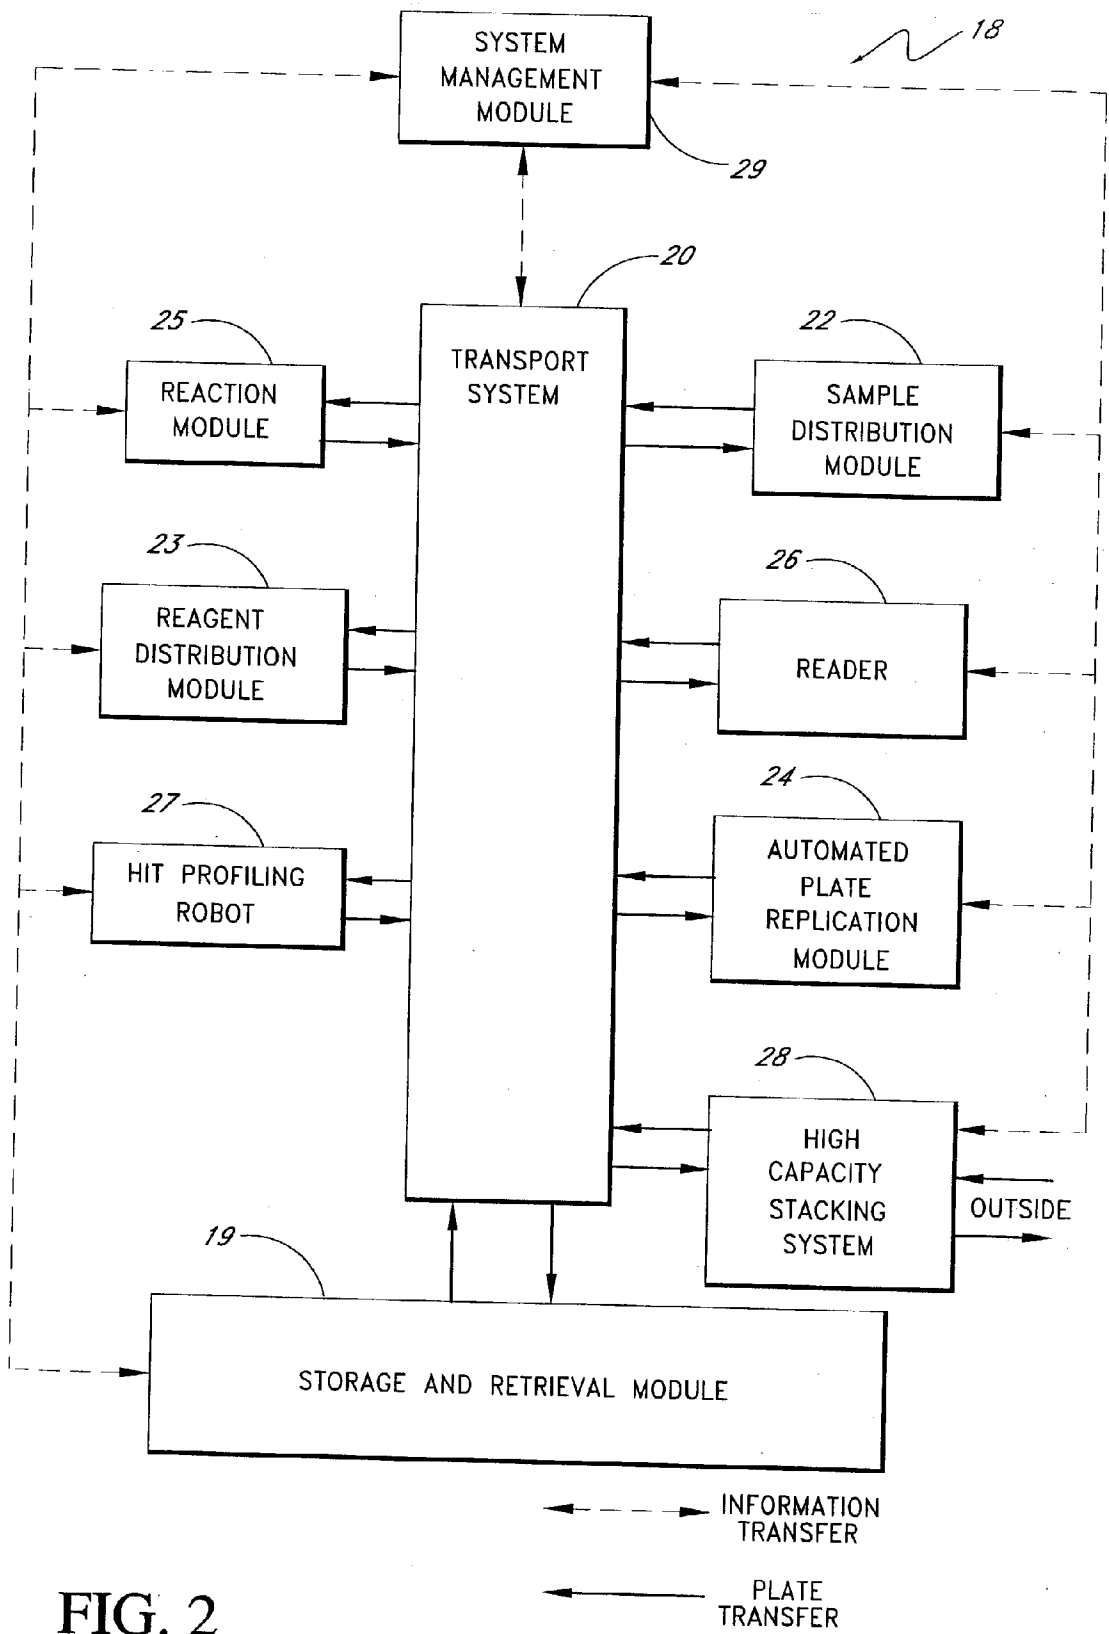 18
SYSTEM
MANAGEMENT
MODULE
29
20
25
22
TRANSPORT
SYSTEM
REACTION
MODULE
SAMPLE
DISTRIBUTION
MODULE
23
26
REAGENT
DISTRIBUTION
MODULE
READER
27
24
HIT PROFILING
ROBOT
AUTOMATED
PLATE
REPLICATION
MODULE
28
HIGH
CAPACITY
STACKING
SYSTEM
OUTSIDE
19
STORAGE AND RETRIEVAL MODULE
INFORMATION
TRANSFER
PLATE
TRANSFER
FIG. 2